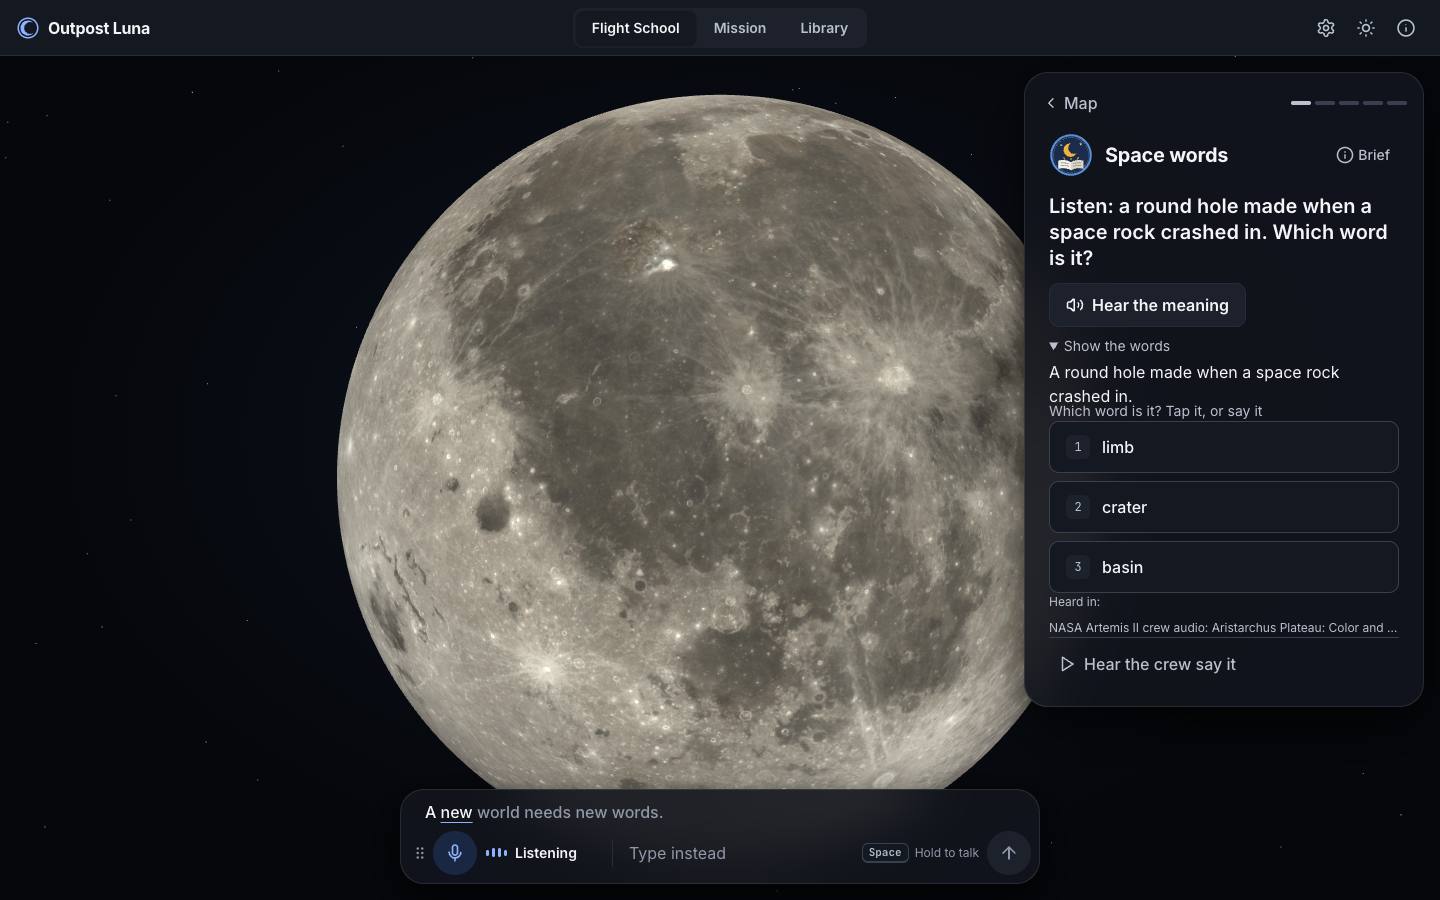 Outpost Luna
Flight School
Mission
Library
Map
Space words
Brief
Listen: a round hole made when a
space rock crashed in. Which word
is it?
Hear the meaning
Show the words
A round hole made when a space rock
crashed in.
Which word is it? Tap it, or say it
1 limb
2 crater
3 basin
Heard in:
NASA Artemis II crew audio: Aristarchus Plateau: Color and ...
Hear the crew say it
A new world needs new words.
Listening
Type instead
Space Hold to talk